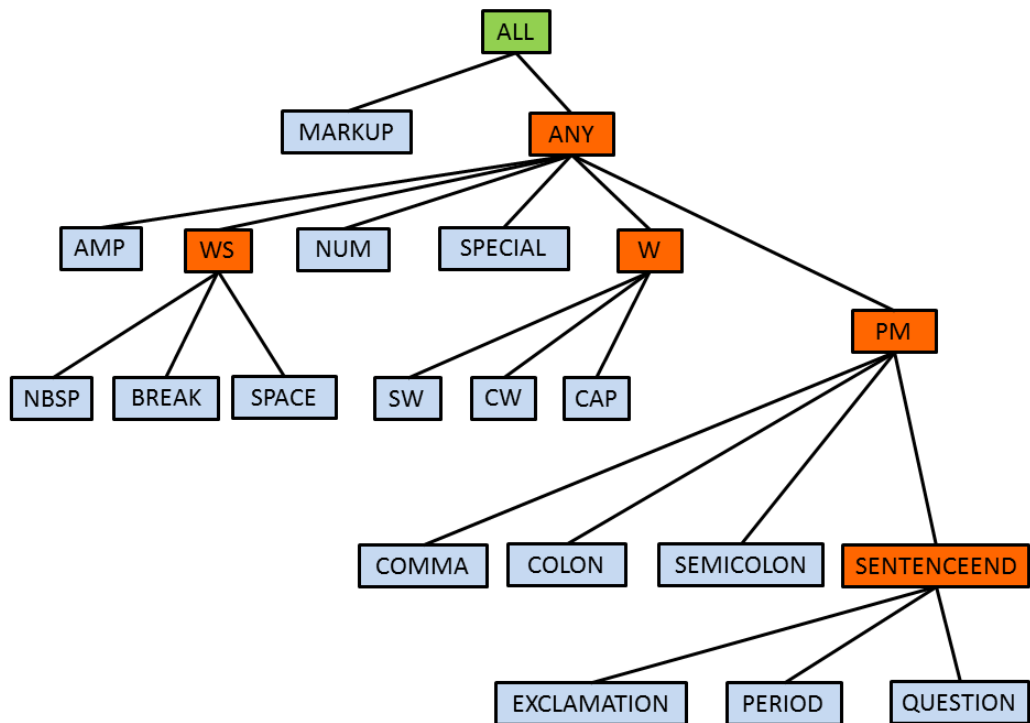 ALL
MARKUP
ANY
AMP
WS
NUM
SPECIAL
W
PM
NBSP
BREAK
SPACE
SW
CW
CAP
COMMA
COLON
SEMICOLON
SENTENCEEND
EXCLAMATION
PERIOD
QUESTION